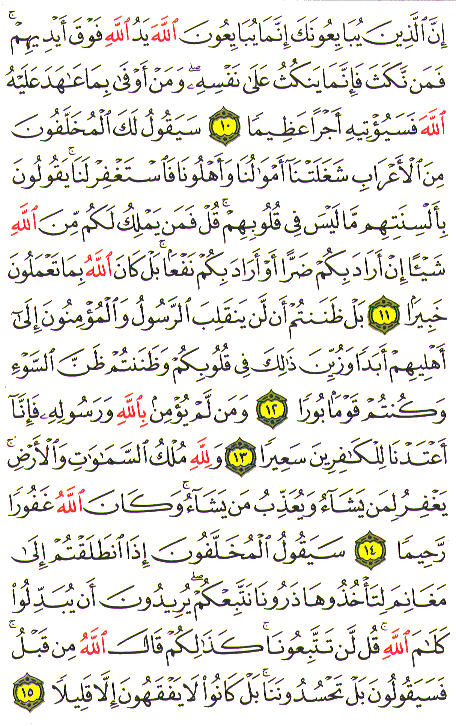 إِنَّ ٱلَّذِينَ يُبَايِعُونَكَ إِنَّمَا يُبَايِعُونَ ٱللَّهَ يَدُ ٱللَّهِ فَوْقَ أَيْدِيهِمْ ۚ
فَمَن نَّكَثَ فَإِنَّمَا يَنكُثُ عَلَىٰ نَفْسِهِۦ ۖ وَمَنْ أَوْفَىٰ بِمَا عَٰهَدَ عَلَيْهُ
ٱللَّهَ فَسَيُؤْتِيهِ أَجْرًا عَظِيمًا ١٠ سَيَقُولُ لَكَ ٱلْمُخَلَّفُونَ
مِنَ ٱلْأَعْرَابِ شَغَلَتْنَآ أَمْوَٰلُنَا وَأَهْلُونَا فَٱسْتَغْفِرْ لَنَا ۚ يَقُولُونَ
بِأَلْسِنَتِهِم مَّا لَيْسَ فِى قُلُوبِهِمْ ۚ قُلْ فَمَن يَمْلِكُ لَكُم مِّنَ ٱللَّهِ
شَيْـًٔا إِنْ أَرَادَ بِكُمْ ضَرًّا أَوْ أَرَادَ بِكُمْ نَفْعًۢا ۚ بَلْ كَانَ ٱللَّهُ بِمَا تَعْمَلُونَ
خَبِيرًۢا ١١ بَلْ ظَنَنتُمْ أَن لَّن يَنقَلِبَ ٱلرَّسُولُ وَٱلْمُؤْمِنُونَ إِلَىٰٓ
أَهْلِيهِمْ أَبَدًا وَزُيِّنَ ذَٰلِكَ فِى قُلُوبِكُمْ وَظَنَنتُمْ ظَنَّ ٱلسَّوْءِ
وَكُنتُمْ قَوْمًۢا بُورًا ١٢ وَمَن لَّمْ يُؤْمِنۢ بِٱللَّهِ وَرَسُولِهِۦ فَإِنَّآ
أَعْتَدْنَا لِلْكَٰفِرِينَ سَعِيرًا ١٣ وَلِلَّهِ مُلْكُ ٱلسَّمَٰوَٰتِ وَٱلْأَرْضِ ۚ
يَغْفِرُ لِمَن يَشَآءُ وَيُعَذِّبُ مَن يَشَآءُ ۚ وَكَانَ ٱللَّهُ غَفُورًا
رَّحِيمًا ١٤ سَيَقُولُ ٱلْمُخَلَّفُونَ إِذَا ٱنطَلَقْتُمْ إِلَىٰ
مَغَانِمَ لِتَأْخُذُوهَا ذَرُونَا نَتَّبِعْكُمْ ۖ يُرِيدُونَ أَن يُبَدِّلُوا۟
كَلَٰمَ ٱللَّهِ ۚ قُل لَّن تَتَّبِعُونَا ۚ كَذَٰلِكُمْ قَالَ ٱللَّهُ مِن قَبْلُ ۖ
فَسَيَقُولُونَ بَلْ تَحْسُدُونَنَا ۚ بَلْ كَانُوا۟ لَا يَفْقَهُونَ إِلَّا قَلِيلًا ١٥